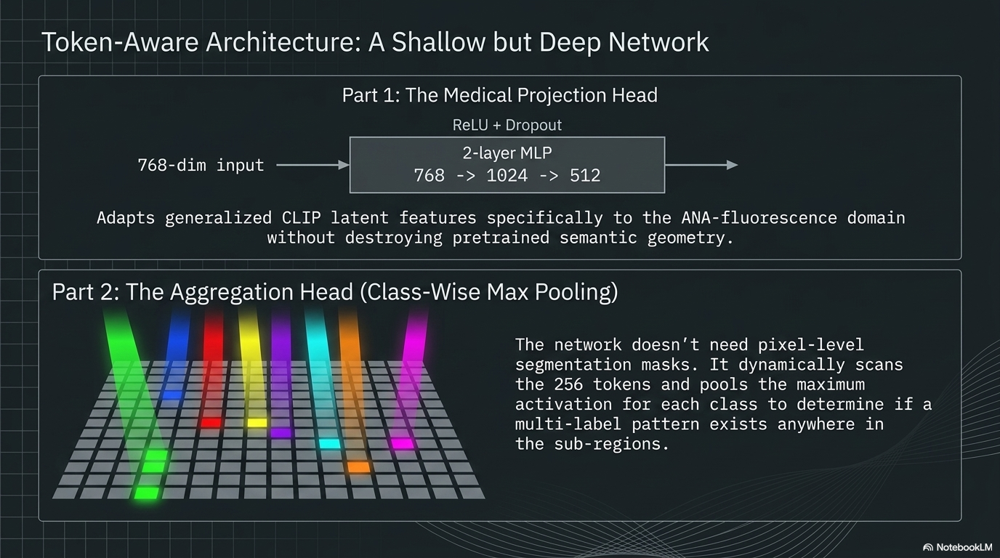 Token-Aware Architecture: A Shallow but Deep Network
Part 1: The Medical Projection Head
ReLU + Dropout
768-dim input
2-layer MLP
768 -> 1024 -> 512
Adapts generalized CLIP latent features specifically to the ANA-fluorescence domain
without destroying pretrained semantic geometry.
Part 2: The Aggregation Head (Class-Wise Max Pooling)
The network doesn't need pixel-level
segmentation masks. It dynamically scans
the 256 tokens and pools the maximum
activation for each class to determine if a
multi-label pattern exists anywhere in
the sub-regions.
NotebookLM